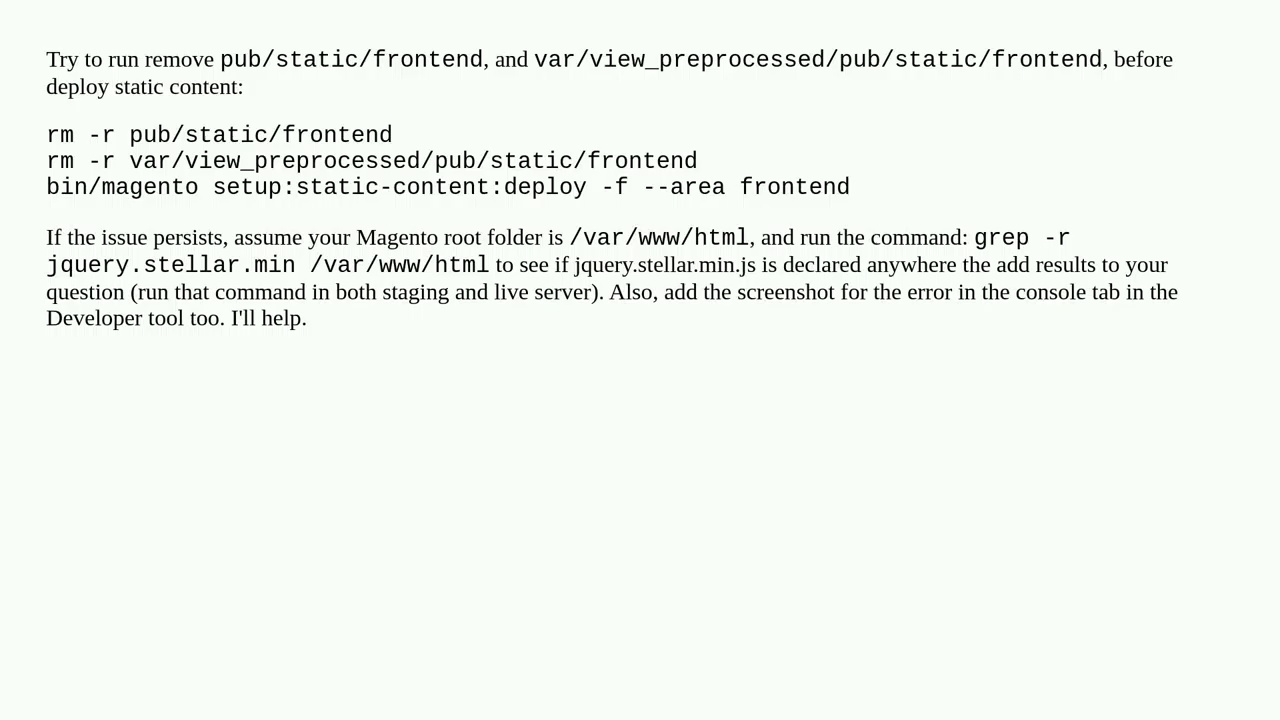 Try to run remove pub/static/frontend, and var/view_preprocessed/pub/static/frontend, before
deploy static content:
rm -r pub/static/frontend
rm -r var/view_preprocessed/pub/static/frontend
bin/magento setup:static-content:deploy -f --area frontend
If the issue persists, assume your Magento root folder is /var/www/html, and run the command: grep -r
jquery.stellar.min /var/www/html to see if jquery.stellar.min.js is declared anywhere the add results to your
question (run that command in both staging and live server). Also, add the screenshot for the error in the console tab in the
Developer tool too. I'll help.